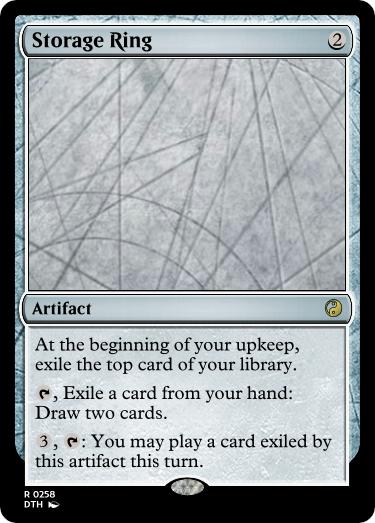 Storage Ring 2
Artifact
At the beginning of your upkeep,
exile the top card of your library.
, Exile a card from your hand:
Draw two cards.
3 , : You may play a card exiled by
this artifact this turn.
R 0258
DTH